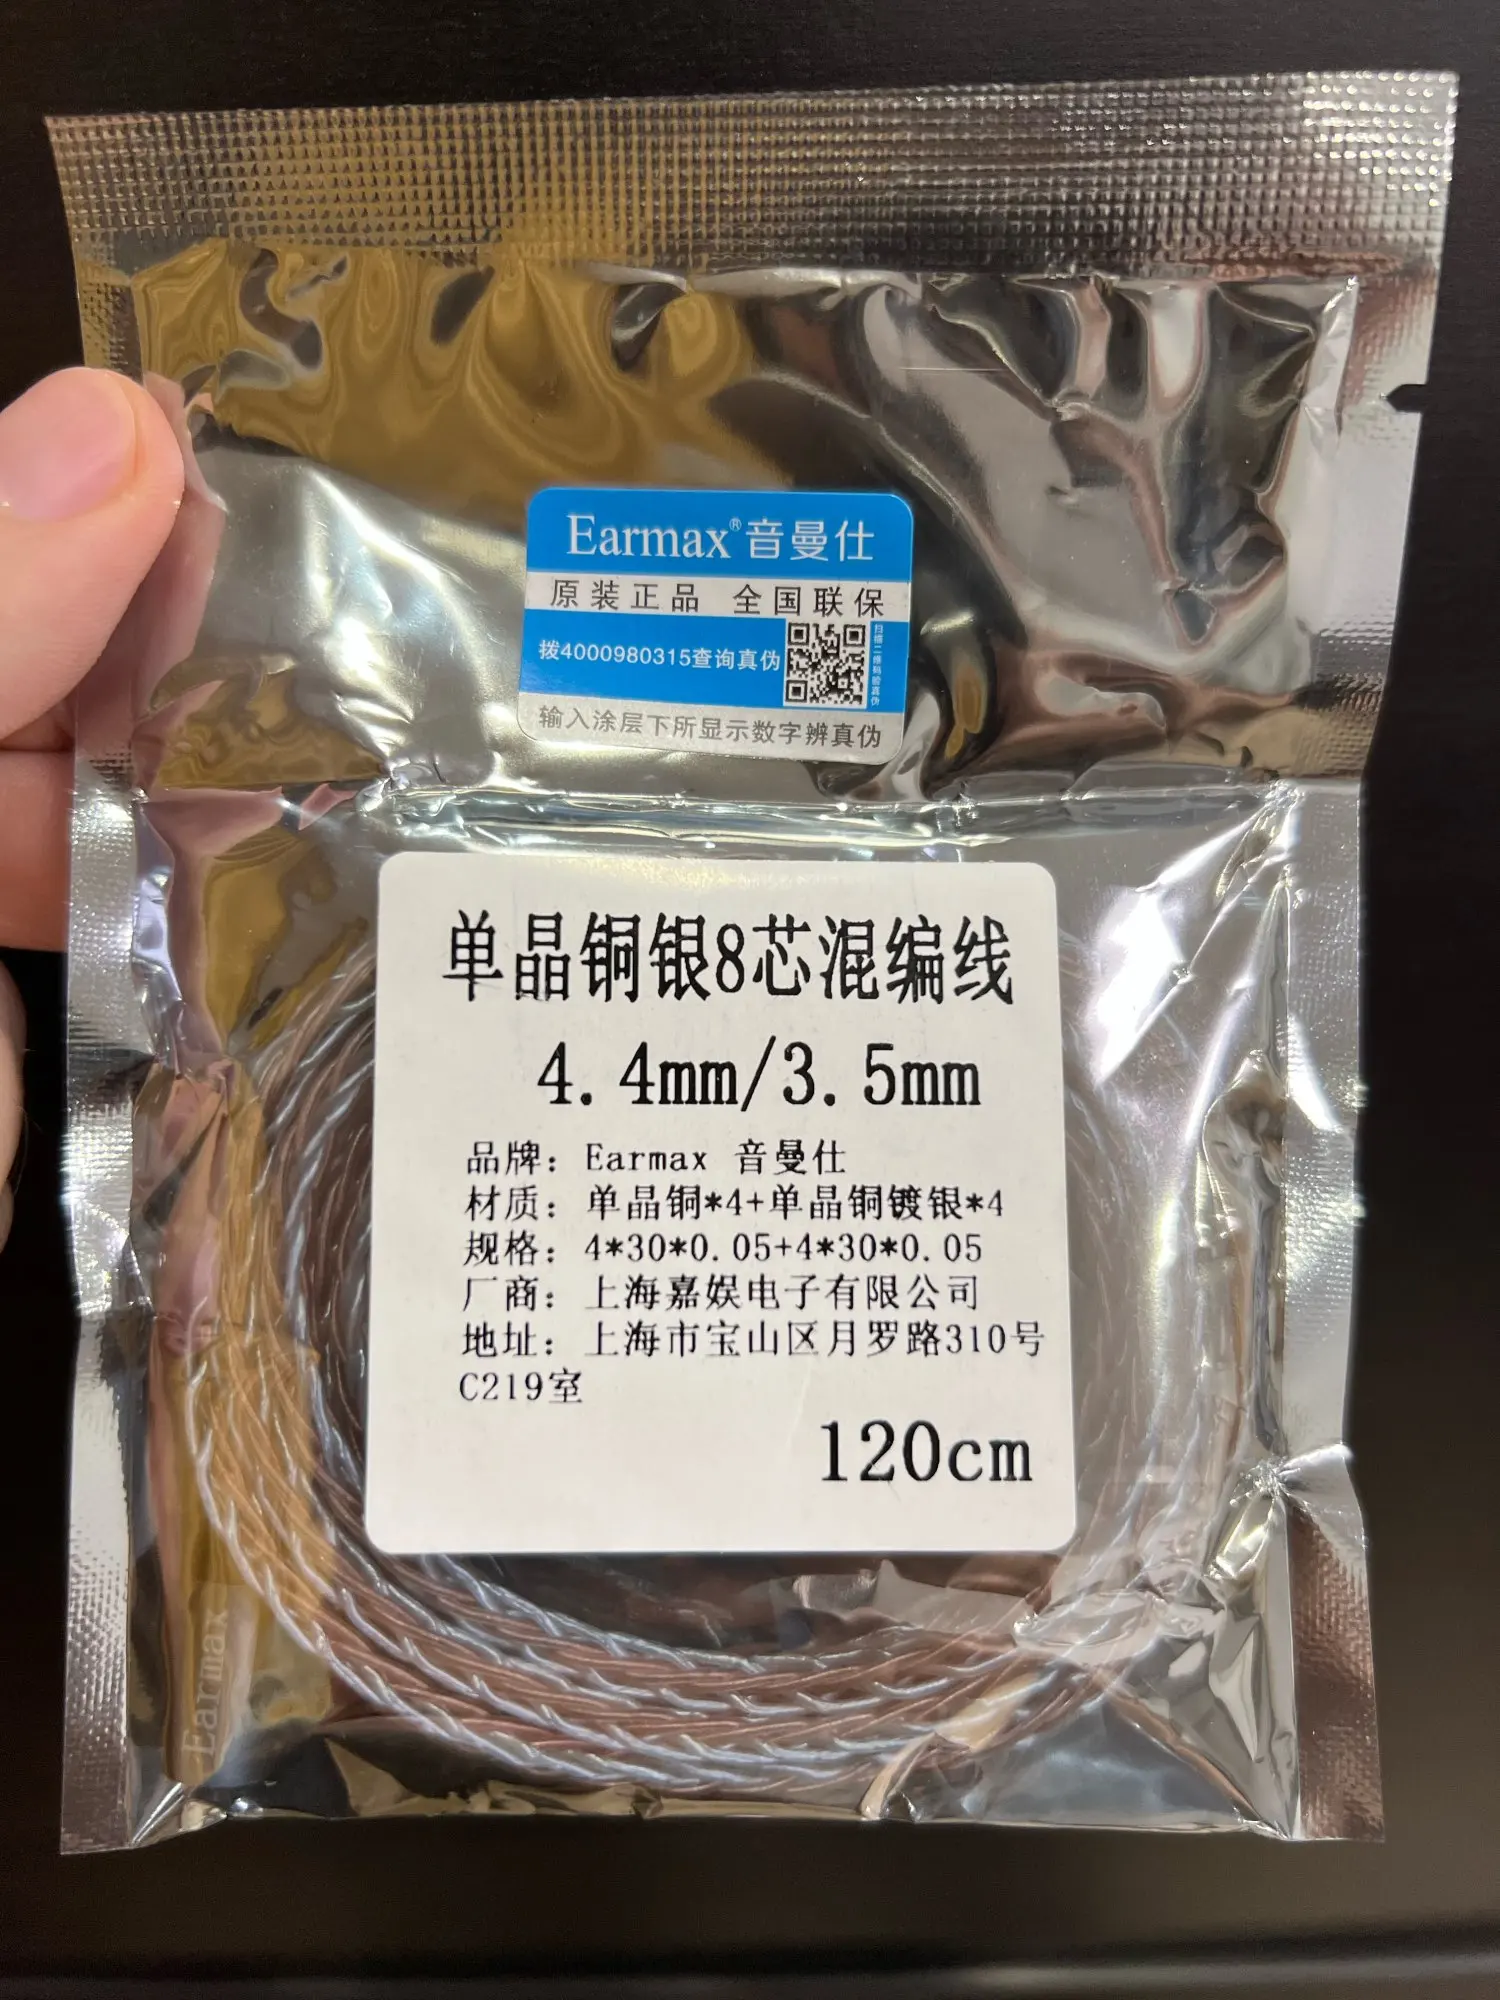 Earmax®音曼仕
原装正品 全国联保
拨4000980315查询真伪
扫描二维码验真伪
输入涂层下所显示数字辨真伪
单晶铜银8芯混编线
4.4mm/3.5mm
品牌：Earmax 音曼仕
材质：单晶铜*4+单晶铜镀银*4
规格：4*30*0.05+4*30*0.05
厂商：上海嘉娱电子有限公司
地址：上海市宝山区月罗路310号
C219室
120cm
Earmax